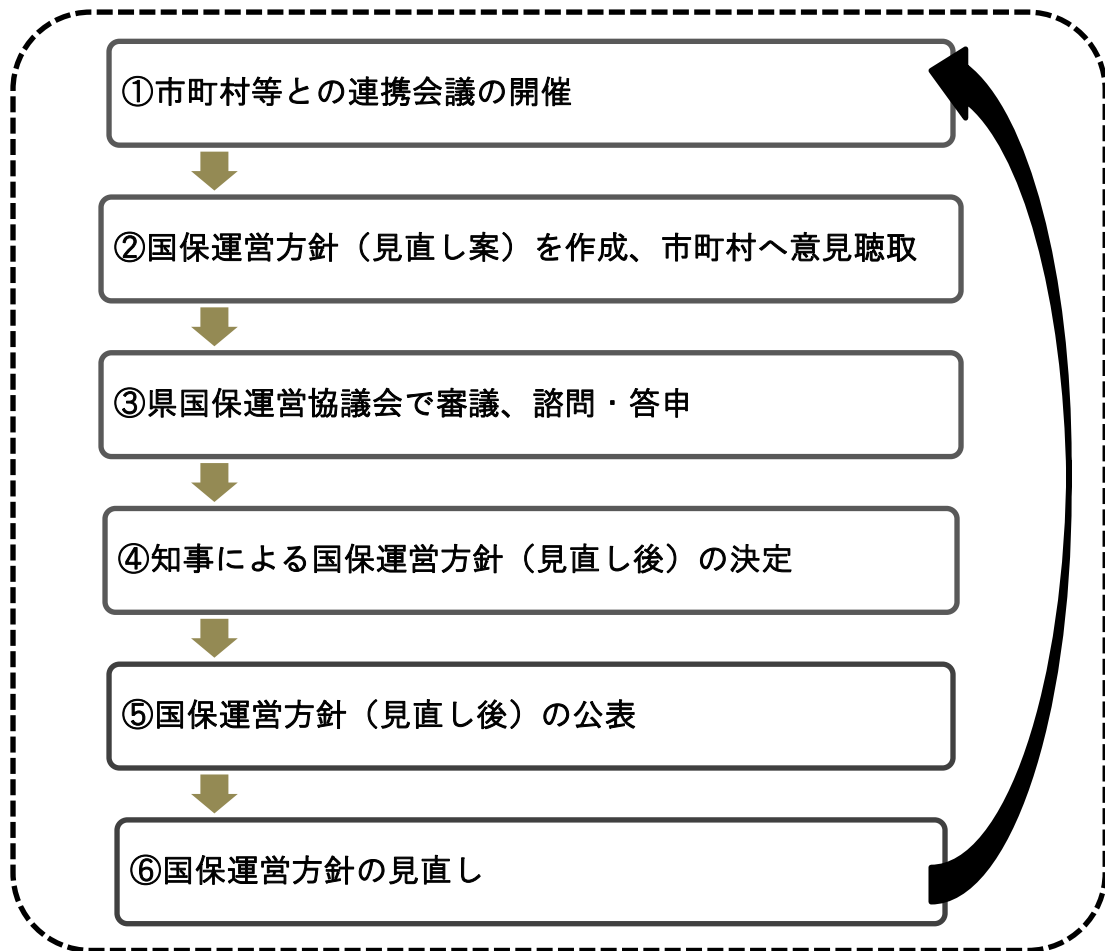 ①市町村等との連携会議の開催
②国保運営方針（見直し案）を作成、市町村へ意見聴取
③県国保運営協議会で審議、諮問・答申
④知事による国保運営方針（見直し後）の決定
⑤国保運営方針（見直し後）の公表
⑥国保運営方針の見直し